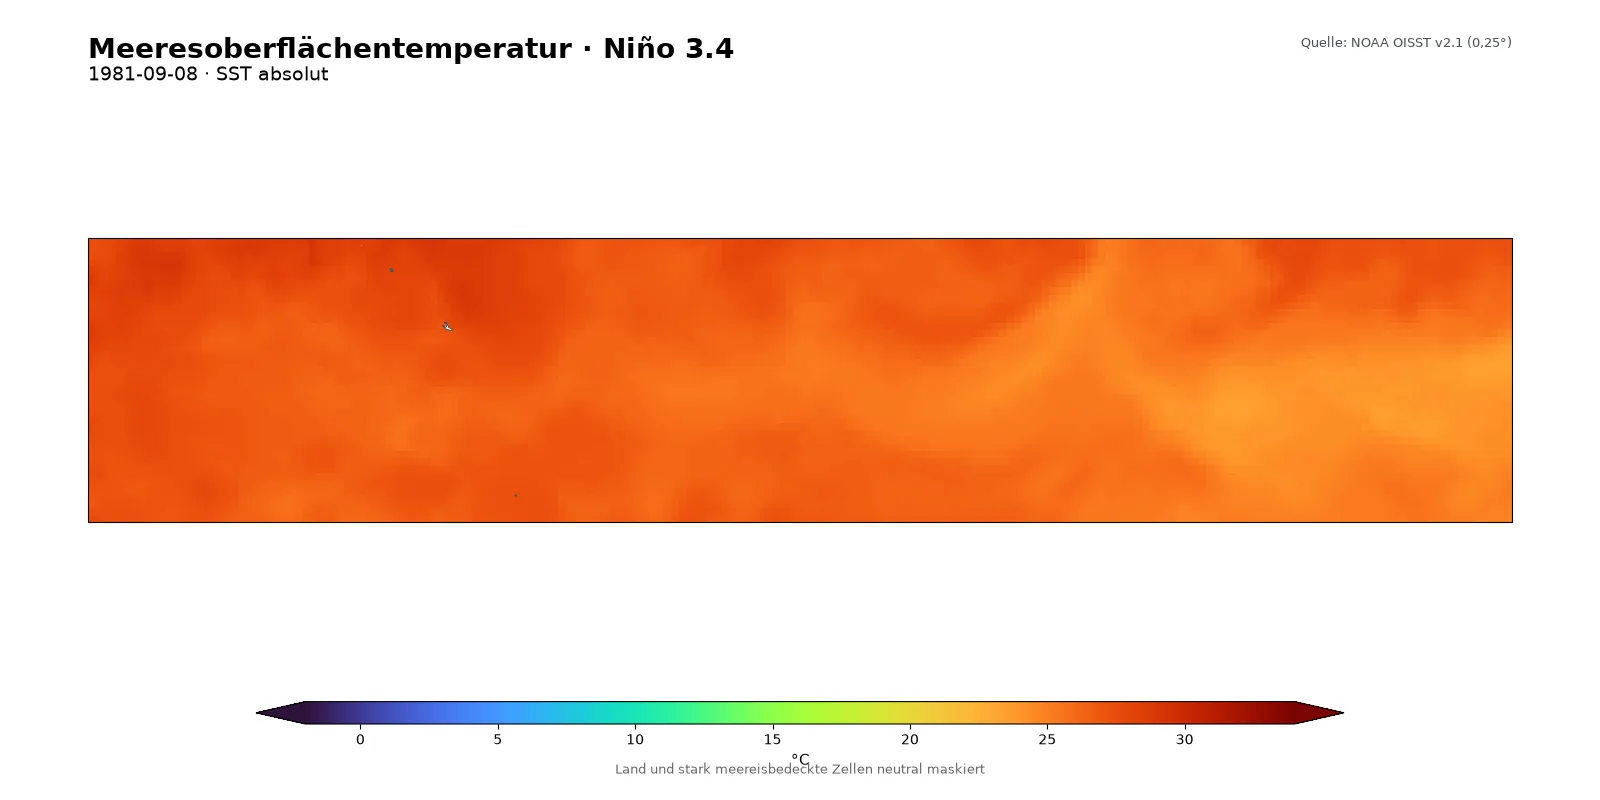 Meeresoberflächentemperatur · Niño 3.4
1981-09-08 · SST absolut
Quelle: NOAA OISST v2.1 (0,25°)
0 5 10 15 20 25 30
°C
Land und stark meereisbedeckte Zellen neutral maskiert